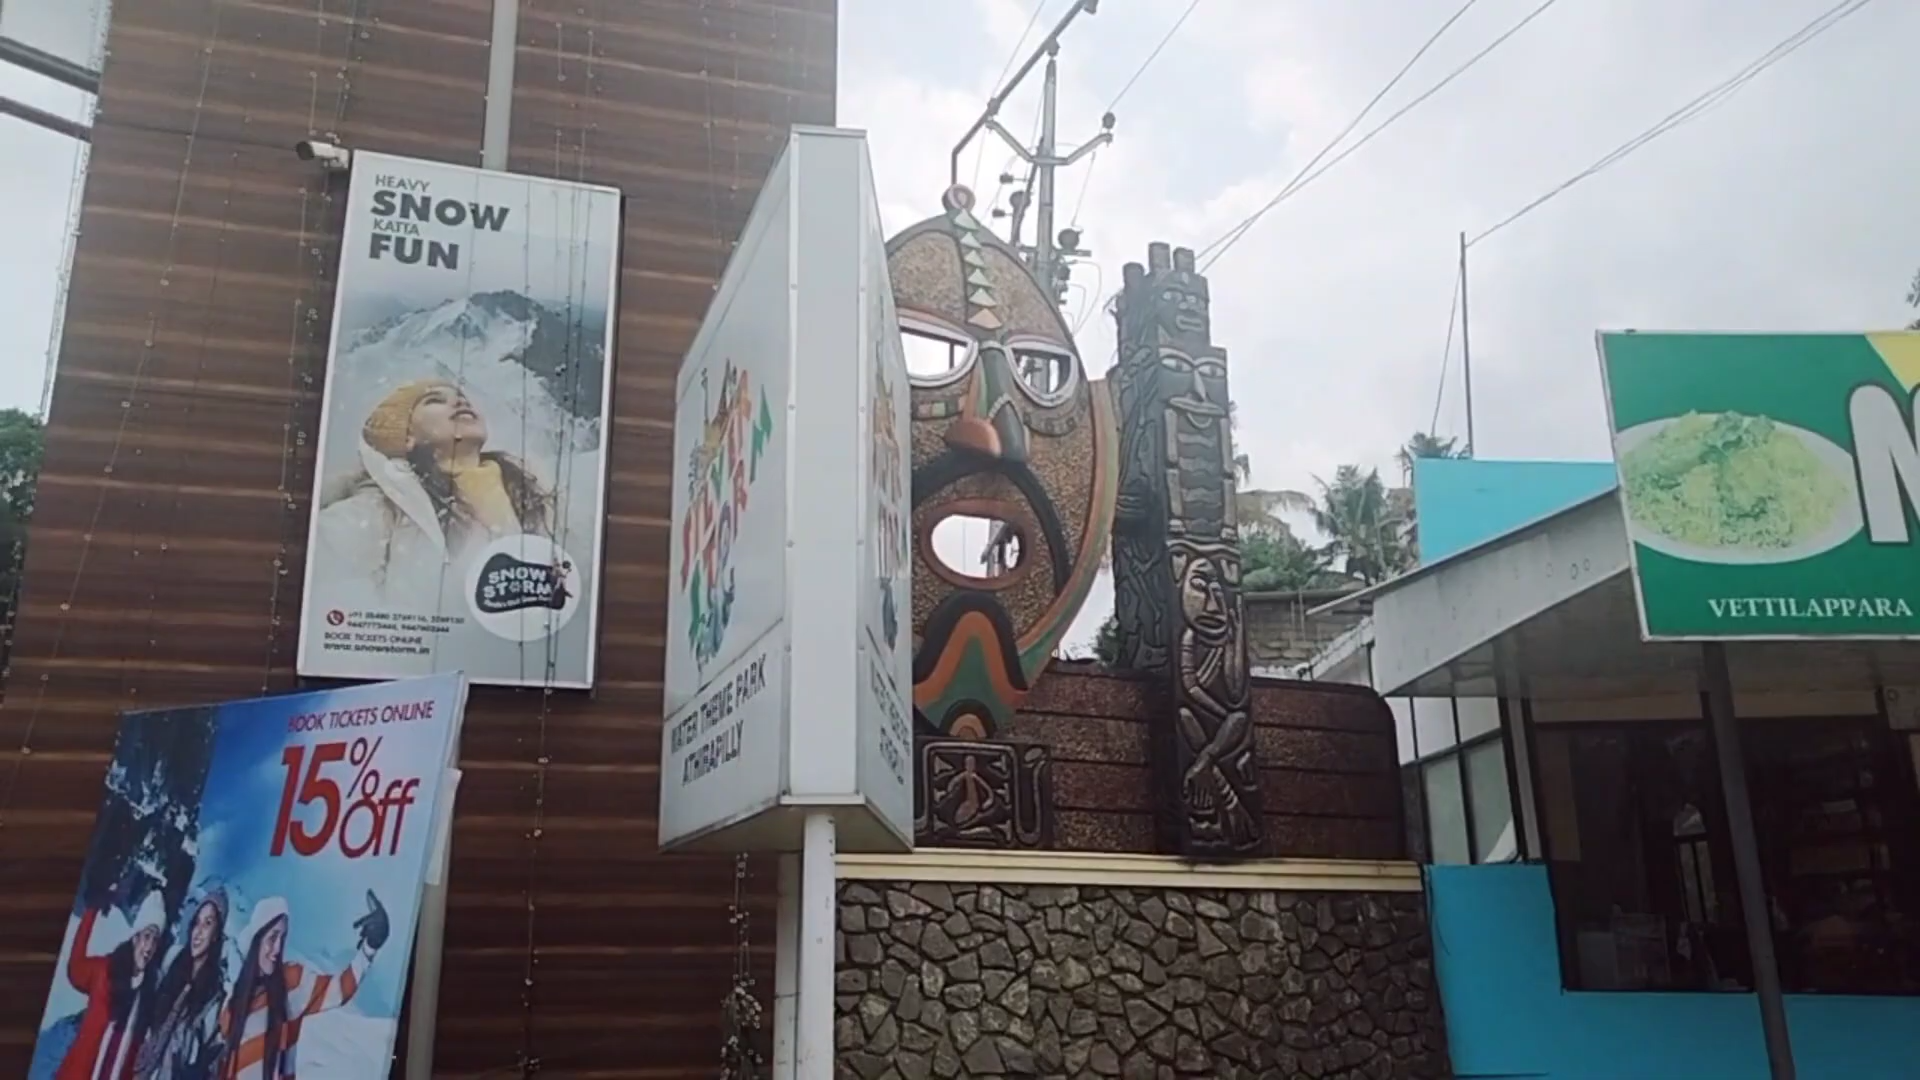 HEAVY
SNOW
KATTA
FUN
SNOW
STORM
BOOK TICKETS ONLINE
www.snowstorm.in
BOOK TICKETS ONLINE
15% off
SILVER
STORM
WATER THEME PARK
ATHIRAPILLY
VETTILAPPARA